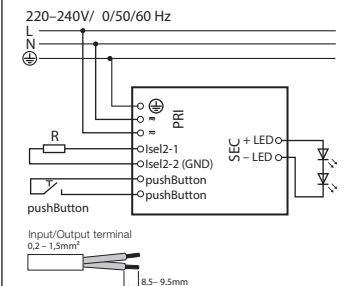 220–240V/ 0/50/60 Hz
L
N
PRI
≂
≂
R
Isel2-1
Isel2-2 (GND)
pushButton
pushButton
SEC
+ LED
– LED
pushButton
Input/Output terminal
0,2 – 1,5mm²
8.5– 9.5mm